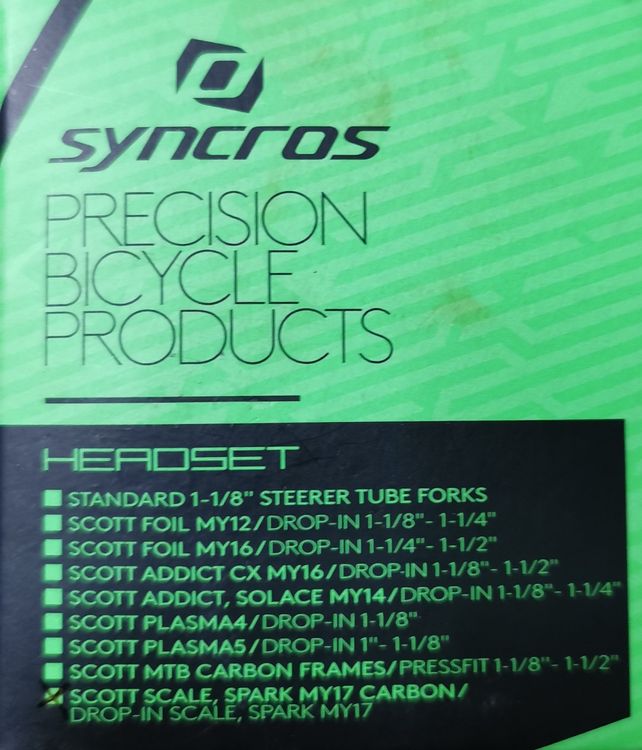 syncros
PRECISION
BICYCLE
PRODUCTS
HEADSET
STANDARD 1-1/8" STEERER TUBE FORKS
SCOTT FOIL MY12/DROP-IN 1-1/8"- 1-1/4"
SCOTT FOIL MY16/DROP-IN 1-1/4"- 1-1/2"
SCOTT ADDICT CX MY16/DROP-IN 1-1/8"- 1-1/2"
SCOTT ADDICT, SOLACE MY14/DROP-IN 1-1/8"- 1-1/4"
SCOTT PLASMA4/DROP-IN 1-1/8"
SCOTT PLASMA5/DROP-IN 1"- 1-1/8"
SCOTT MTB CARBON FRAMES/PRESSFIT 1-1/8"- 1-1/2"
SCOTT SCALE, SPARK MY17 CARBON/
DROP-IN SCALE, SPARK MY17